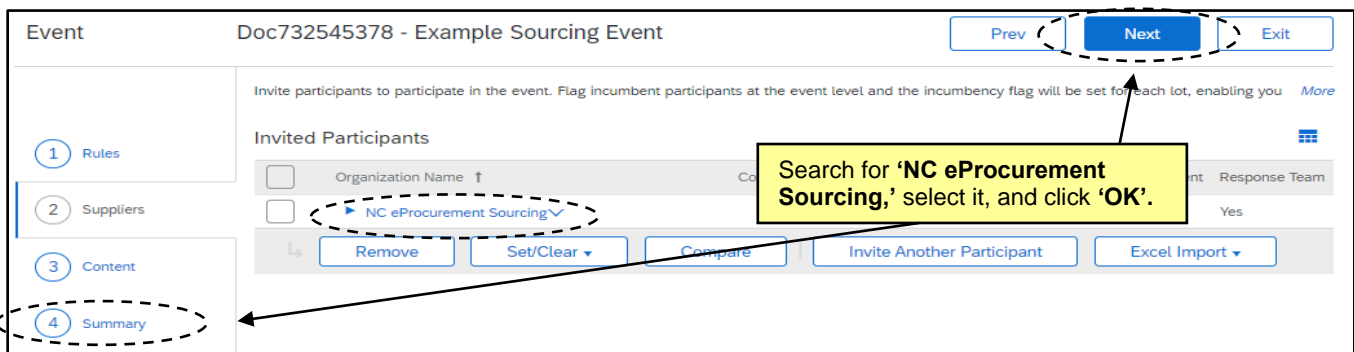 Event
Doc732545378 - Example Sourcing Event
Prev
Next
Exit
Invite participants to participate in the event. Flag incumbent participants at the event level and the incumbency flag will be set for each lot, enabling you More
1 Rules
2 Suppliers
3 Content
4 Summary
Invited Participants
Organization Name ↑
Response Team
NC eProcurement Sourcing
Yes
Remove
Set/Clear
Compare
Invite Another Participant
Excel Import
Search for ‘NC eProcurement
Sourcing,’ select it, and click ‘OK’.